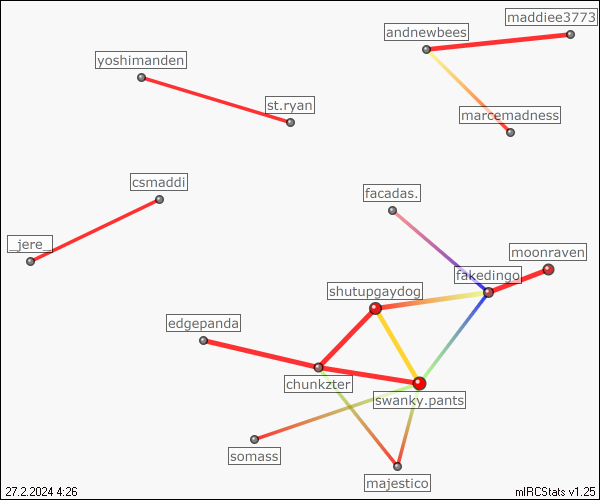 maddiee3773
andnewbees
yoshimanden
st.ryan
marcemadness
csmaddi
facadas.
_jere_
moonraven
fakedingo
shutupgaydog
edgepanda
chunkzter
swanky.pants
somass
majestico
27.2.2024 4:26
mIRCStats v1.25